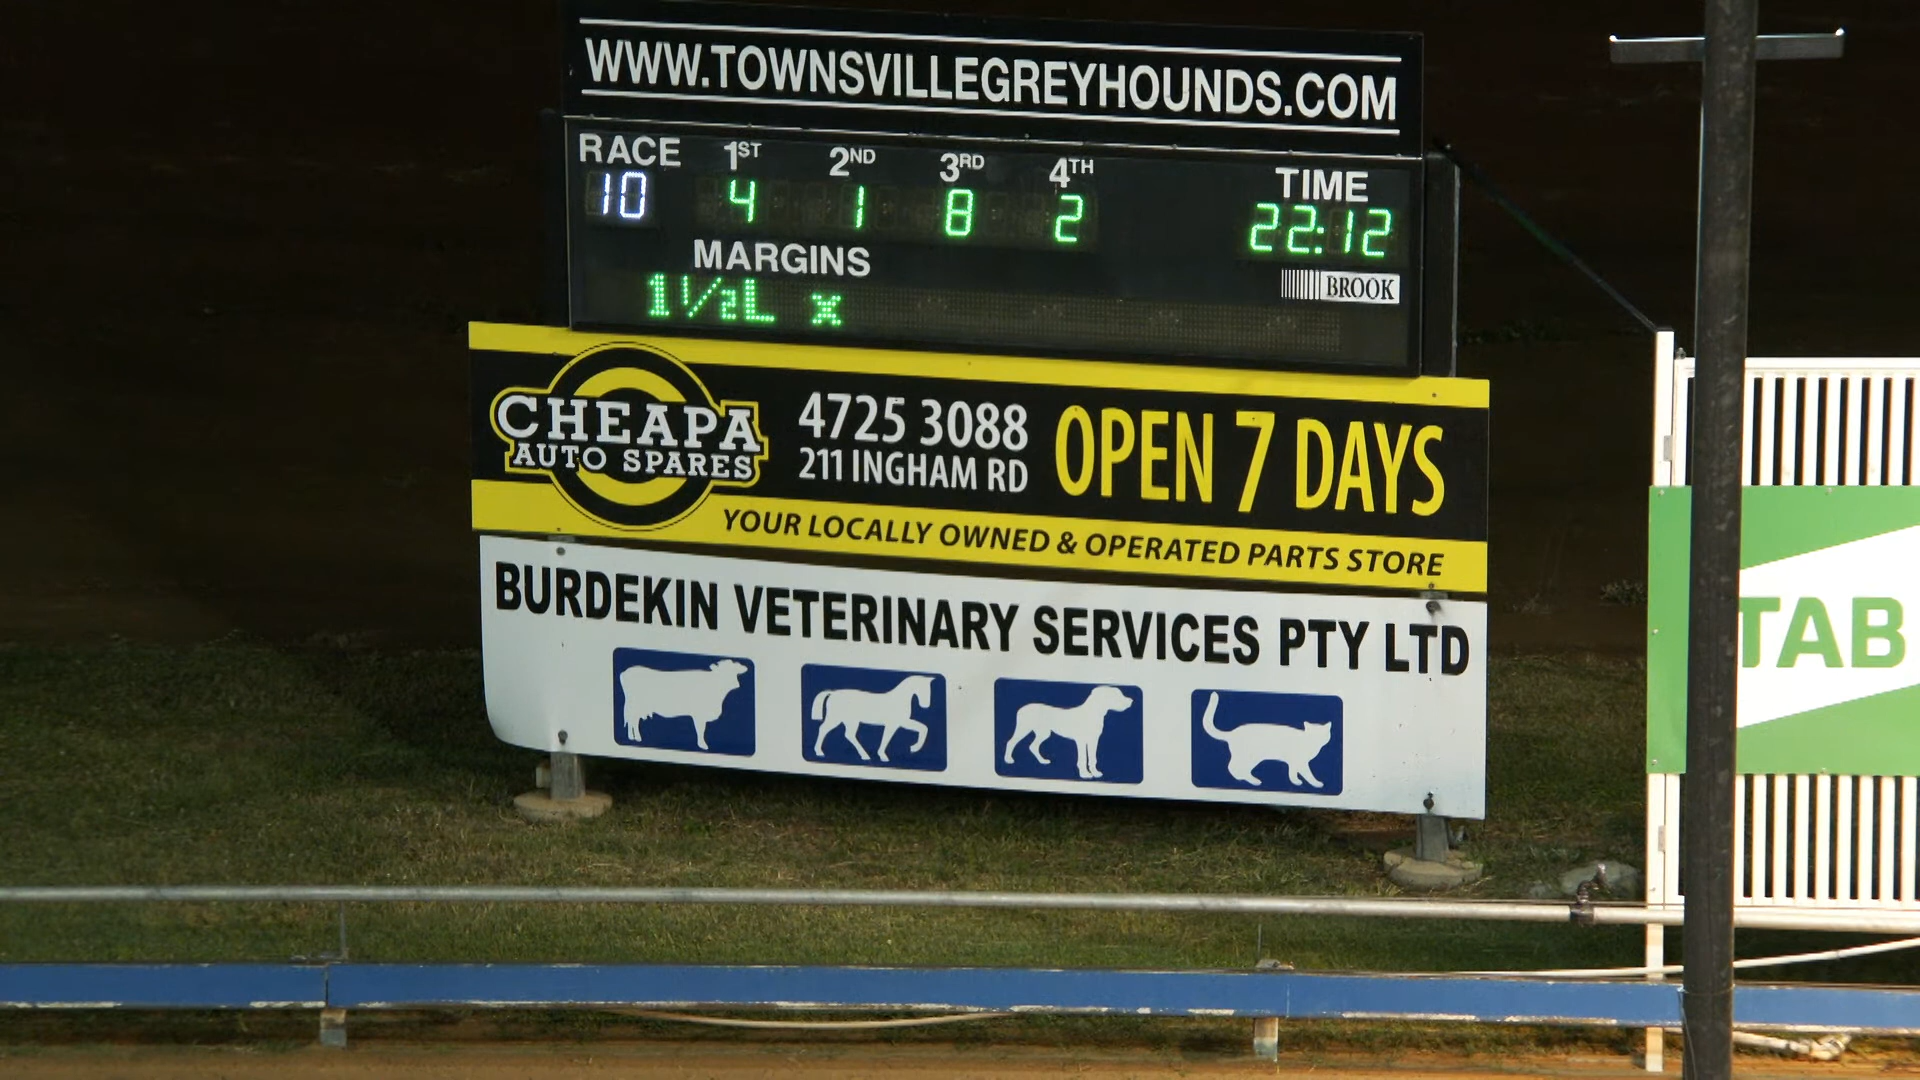 WWW.TOWNSVILLEGREYHOUNDS.COM
RACE 1ST 2ND 3RD 4TH TIME
10 4 1 8 2 22:12
MARGINS
BROOK
1 1/2L x
CHEAPA
AUTO SPARES
4725 3088
211 INGHAM RD
OPEN 7 DAYS
YOUR LOCALLY OWNED & OPERATED PARTS STORE
BURDEKIN VETERINARY SERVICES PTY LTD
TAB